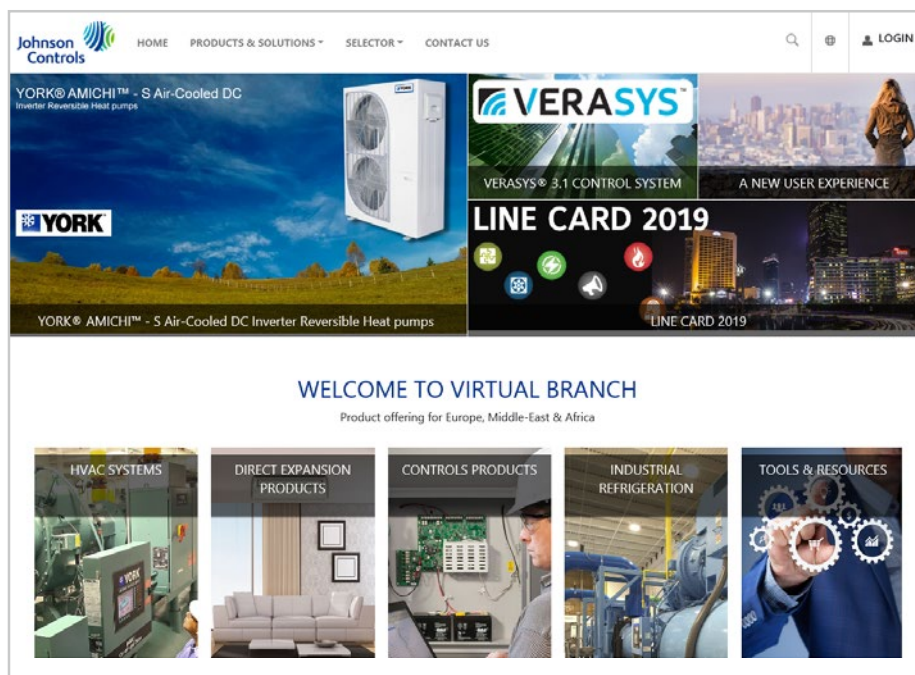 Johnson
Controls
HOME
PRODUCTS & SOLUTIONS
SELECTOR
CONTACT US
LOGIN
YORK® AMICHI™ - S Air-Cooled DC
Inverter Reversible Heat pumps
YORK
YORK
YORK® AMICHI™ - S Air-Cooled DC Inverter Reversible Heat pumps
VERASYS™
VERASYS® 3.1 CONTROL SYSTEM
A NEW USER EXPERIENCE
LINE CARD 2019
LINE CARD 2019
WELCOME TO VIRTUAL BRANCH
Product offering for Europe, Middle-East & Africa
HVAC SYSTEMS
YORK
DIRECT EXPANSION
PRODUCTS
CONTROLS PRODUCTS
INDUSTRIAL
REFRIGERATION
TOOLS & RESOURCES